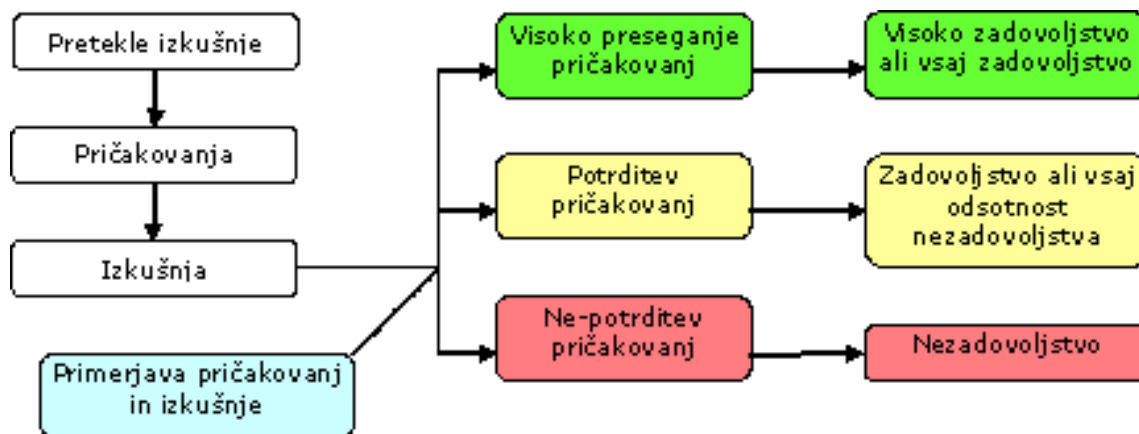 Pretekle izkušnje
Pričakovanja
Izkušnja
Primerjava pričakovanj
in izkušnje
Visoko preseganje
pričakovanj
Visoko zadovoljstvo
ali vsaj zadovoljstvo
Potrditev
pričakovanj
Zadovoljstvo ali vsaj
odsotnost
nezadovoljstva
Ne-potrditev
pričakovanj
Nezadovoljstvo